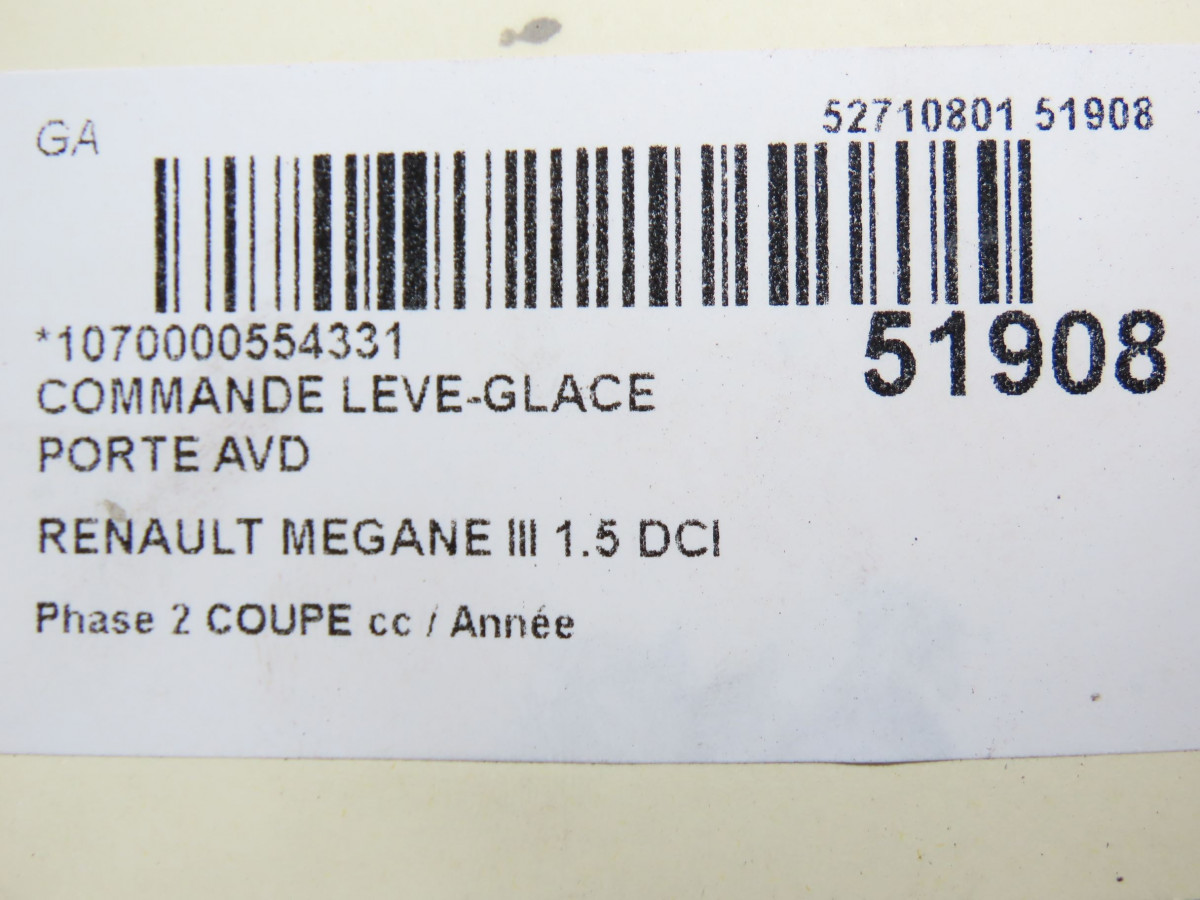 GA
52710801 51908
*1070000554331
51908
COMMANDE LEVE-GLACE
PORTE AVD
RENAULT MEGANE III 1.5 DCI
Phase 2 COUPE cc / Année